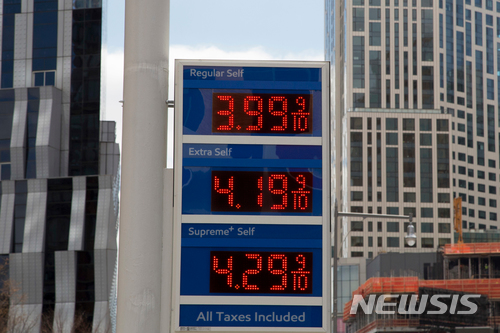 Regular Self
3.99 9/10
Extra Self
4.19 9/10
Supreme+ Self
4.29 9/10
All Taxes Included
NEWSIS